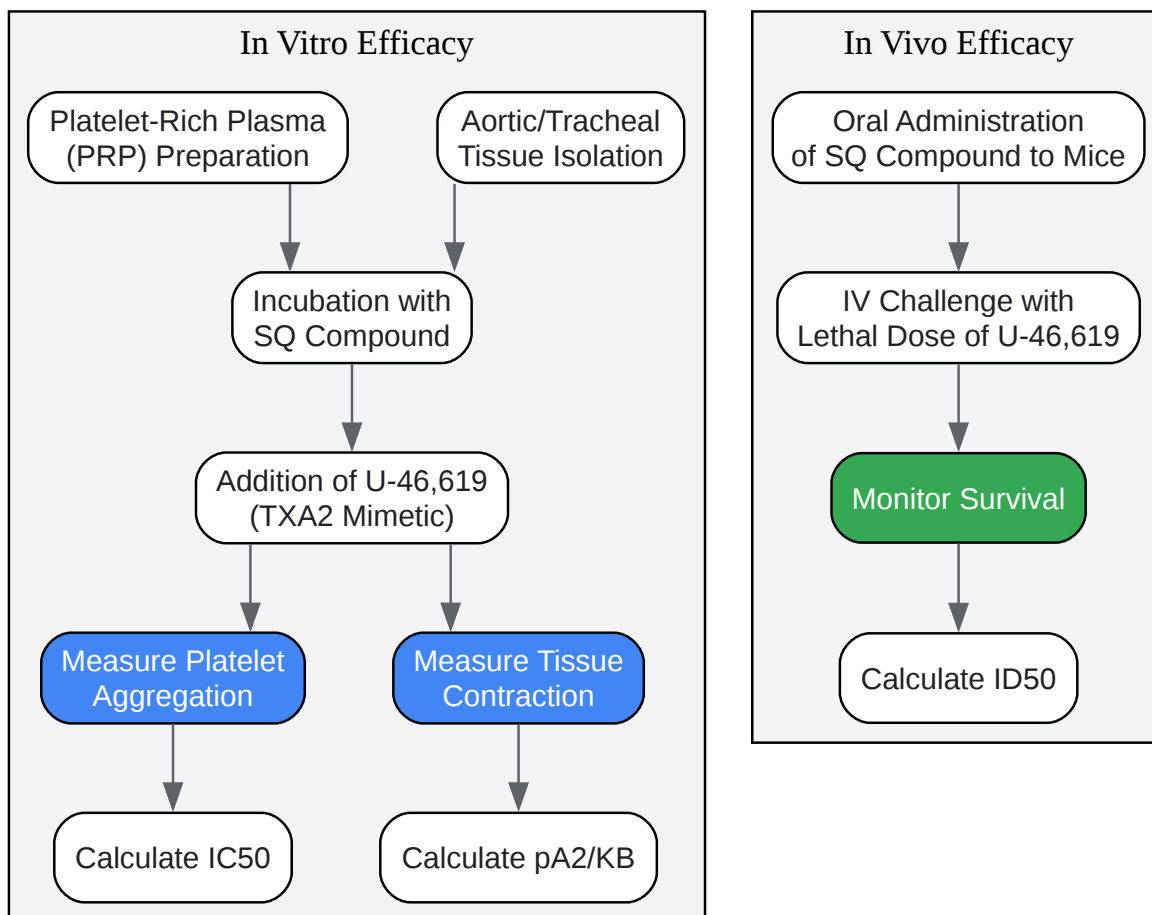 In Vitro Efficacy
Platelet-Rich Plasma
(PRP) Preparation
Aortic/Tracheal
Tissue Isolation
Incubation with
SQ Compound
Addition of U-46,619
(TXA2 Mimetic)
Measure Platelet
Aggregation
Measure Tissue
Contraction
Calculate IC50
Calculate pA2/KB
In Vivo Efficacy
Oral Administration
of SQ Compound to Mice
IV Challenge with
Lethal Dose of U-46,619
Monitor Survival
Calculate ID50